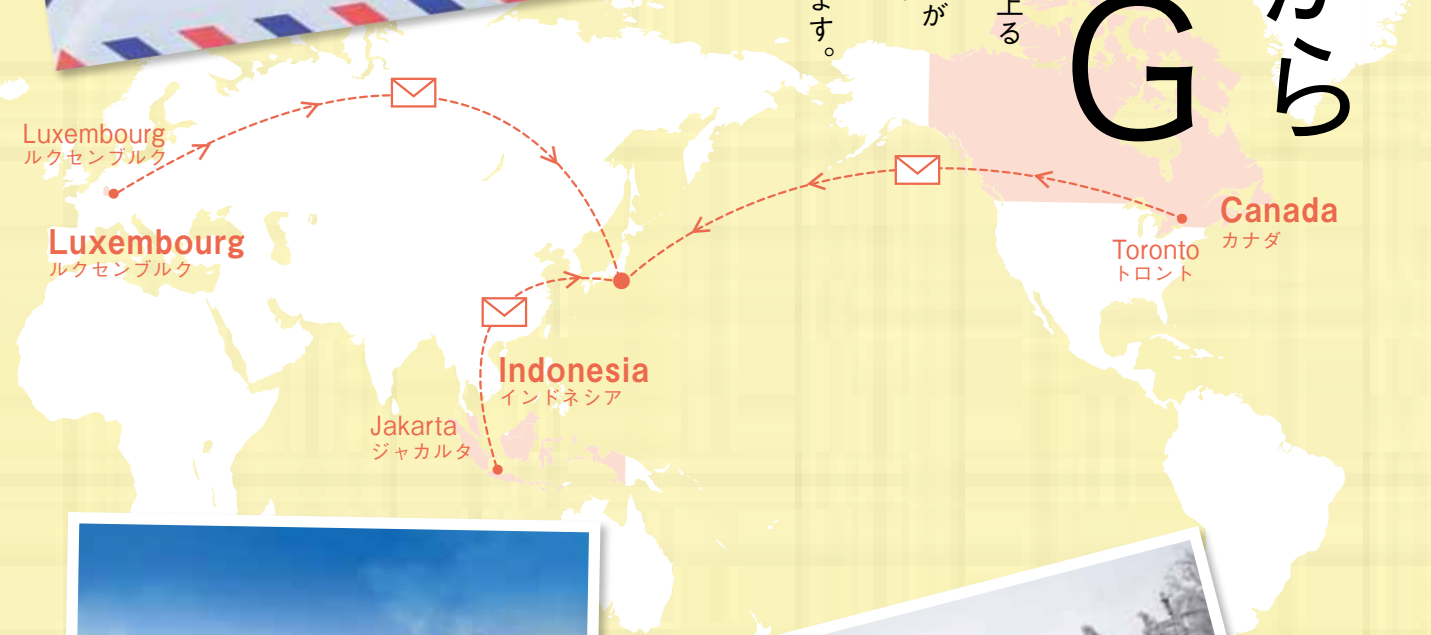 から
G
上る
が
ます。
Luxembourg
ルクセンブルク
Luxembourg
ルクセンブルク
Canada
カナダ
Toronto
トロント
Indonesia
インドネシア
Jakarta
ジャカルタ